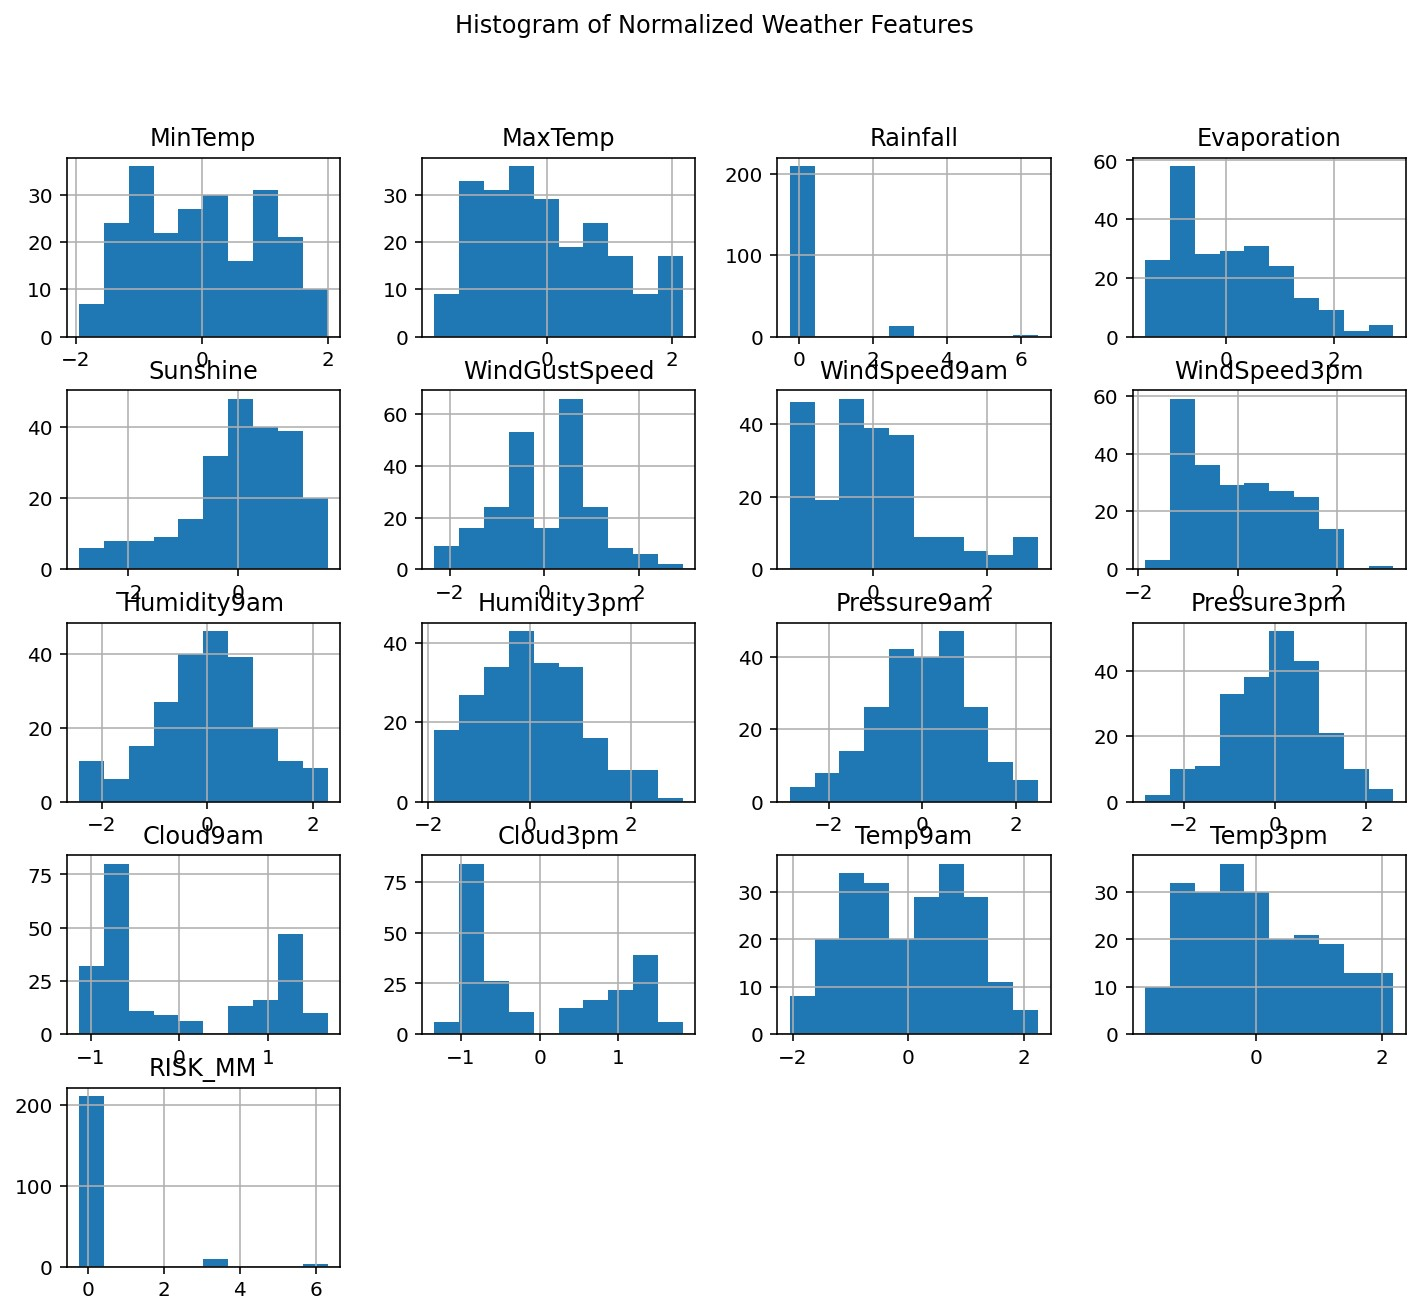 Histogram of Normalized Weather Features
MinTemp
30
20
10
0
−2 0 2
MaxTemp
30
20
10
0
0 2
Rainfall
200
100
0
0 2 4 6
Evaporation
60
40
20
0
0 2
Sunshine
40
20
0
−2 0
WindGustSpeed
60
40
20
0
−2 0 2
WindSpeed9am
40
20
0
0 2
WindSpeed3pm
60
40
20
0
−2 0 2
Humidity9am
40
20
0
−2 0 2
Humidity3pm
40
20
0
−2 0 2
Pressure9am
40
20
0
−2 0 2
Pressure3pm
40
20
0
−2 0 2
Cloud9am
75
50
25
0
−1 0 1
Cloud3pm
75
50
25
0
−1 0 1
Temp9am
30
20
10
0
−2 0 2
Temp3pm
30
20
10
0
0 2
RISK_MM
200
100
0
0 2 4 6